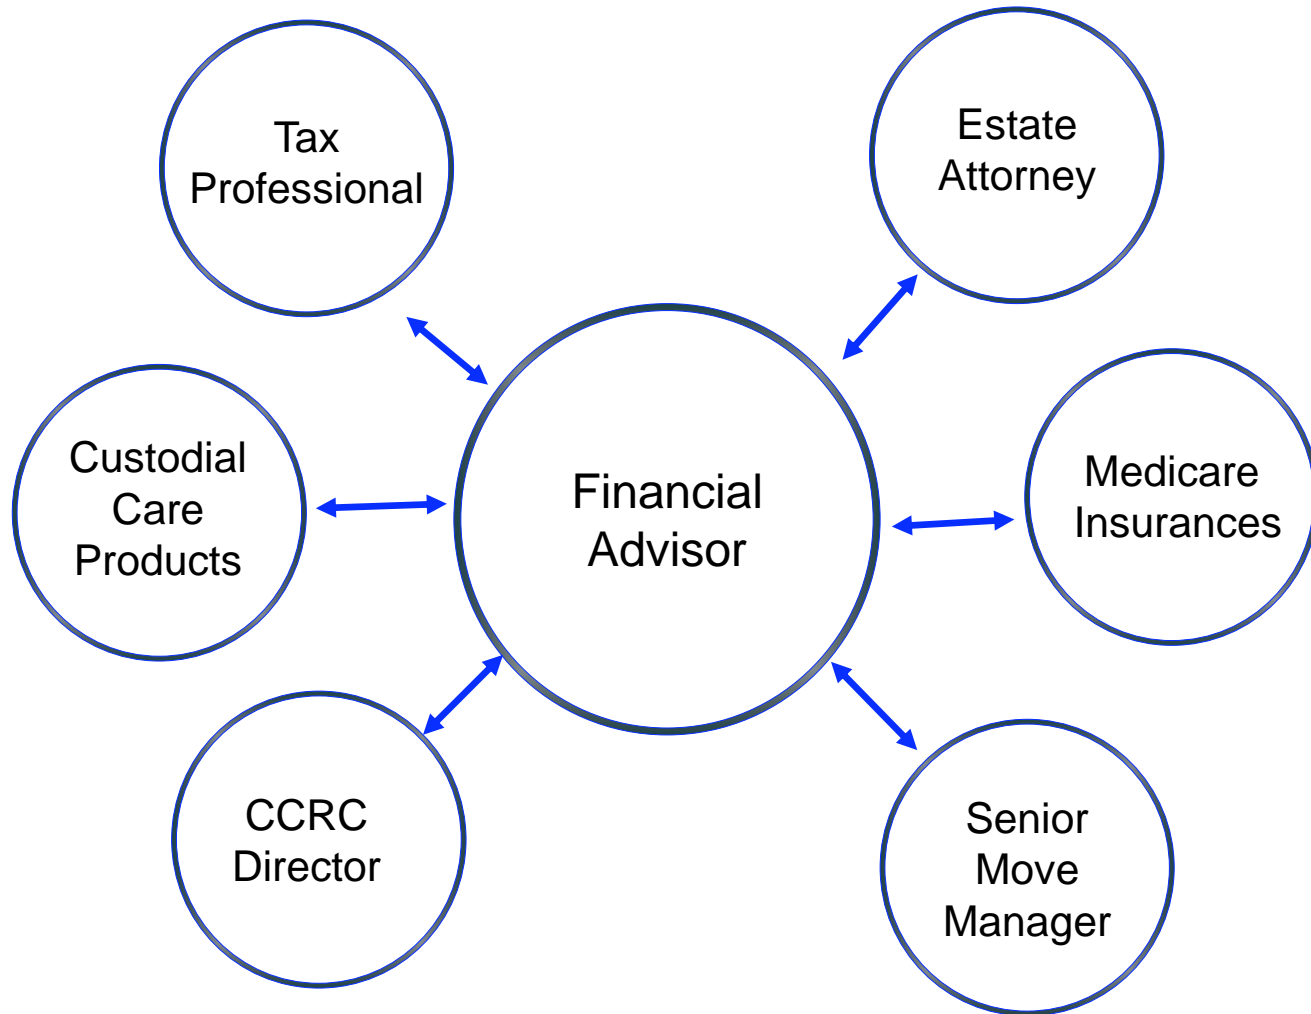 Tax
Professional
Estate
Attorney
Custodial
Care
Products
Financial
Advisor
Medicare
Insurances
CCRC
Director
Senior
Move
Manager